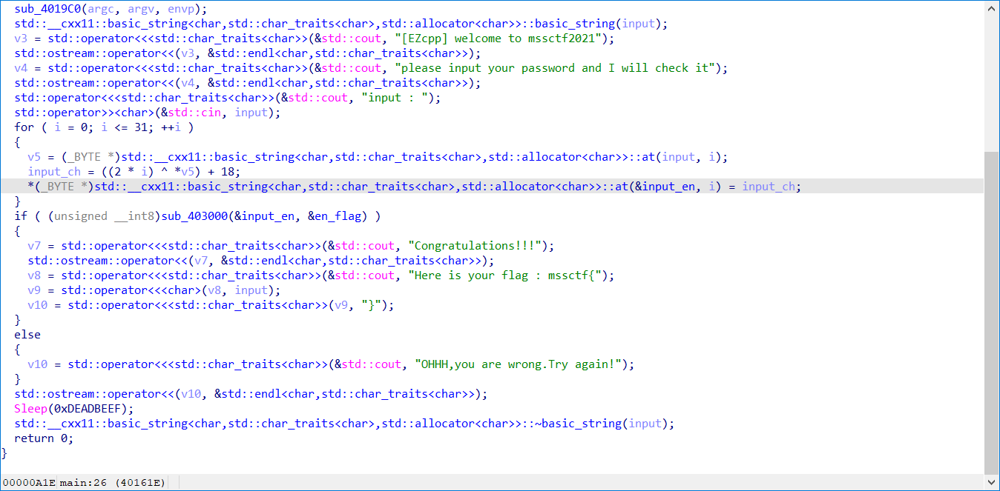 sub_4019C0(argc, argv, envp);
std::__cxx11::basic_string<char,std::char_traits<char>,std::allocator<char>>::basic_string(input);
v3 = std::operator<<<std::char_traits<char>>(&std::cout, "[EZcpp] welcome to mssctf2021");
std::ostream::operator<<(v3, &std::endl<char,std::char_traits<char>>);
v4 = std::operator<<<std::char_traits<char>>(&std::cout, "please input your password and I will check it");
std::ostream::operator<<(v4, &std::endl<char,std::char_traits<char>>);
std::operator<<<std::char_traits<char>>(&std::cout, "input : ");
std::operator>><char>(&std::cin, input);
for ( i = 0; i <= 31; ++i )
{
v5 = (_BYTE *)std::__cxx11::basic_string<char,std::char_traits<char>,std::allocator<char>>::at(input, i);
input_ch = ((2 * i) ^ *v5) + 18;
*(_BYTE *)std::__cxx11::basic_string<char,std::char_traits<char>,std::allocator<char>>::at(&input_en, i) = input_ch;
}
if ( (unsigned __int8)sub_403000(&input_en, &en_flag) )
{
v7 = std::operator<<<std::char_traits<char>>(&std::cout, "Congratulations!!!");
std::ostream::operator<<(v7, &std::endl<char,std::char_traits<char>>);
v8 = std::operator<<<std::char_traits<char>>(&std::cout, "Here is your flag : mssctf{");
v9 = std::operator<<<char>(v8, input);
v10 = std::operator<<<std::char_traits<char>>(v9, "}");
}
else
{
v10 = std::operator<<<std::char_traits<char>>(&std::cout, "OHHH,you are wrong.Try again!");
}
std::ostream::operator<<(v10, &std::endl<char,std::char_traits<char>>);
Sleep(0xDEADBEEF);
std::__cxx11::basic_string<char,std::char_traits<char>,std::allocator<char>>::~basic_string(input);
return 0;
}
00000A1E main:26 (40161E)